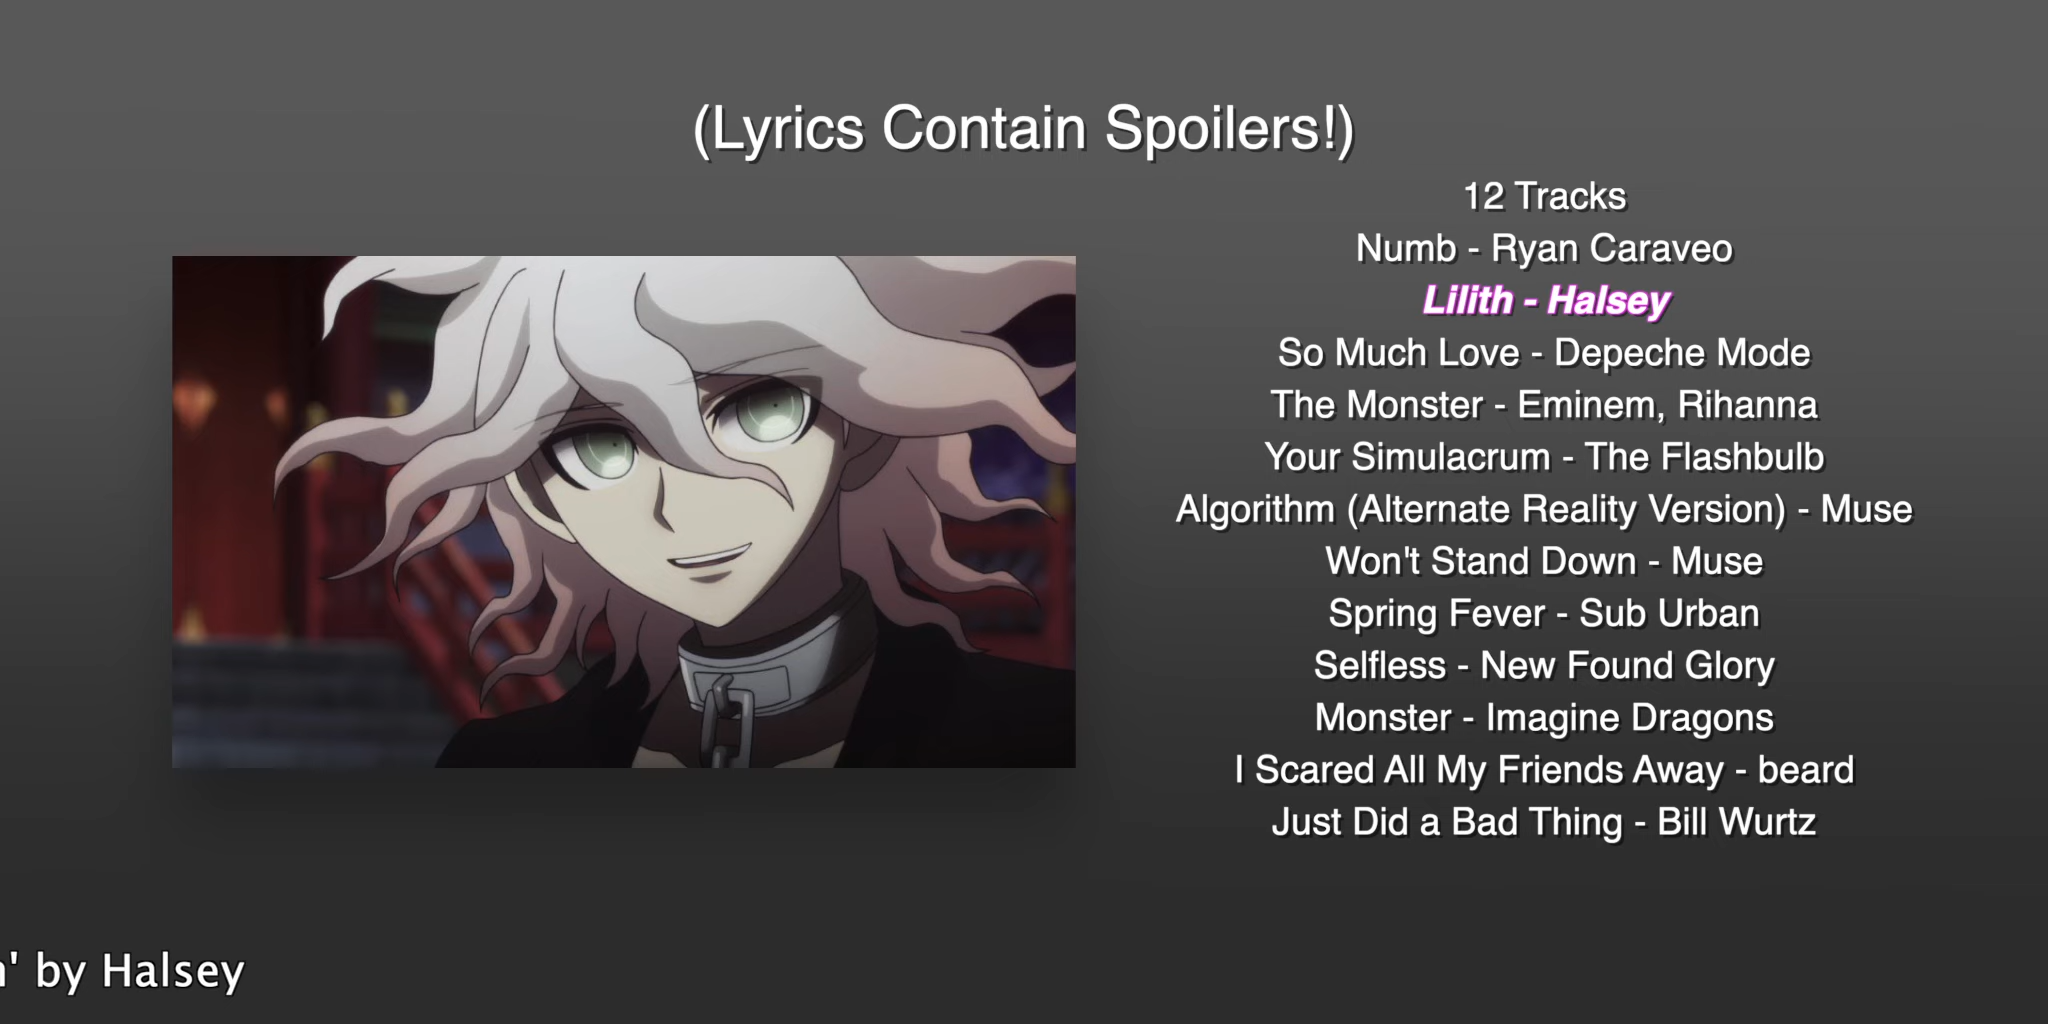 (Lyrics Contain Spoilers!)
12 Tracks
Numb - Ryan Caraveo
Lilith - Halsey
So Much Love - Depeche Mode
The Monster - Eminem, Rihanna
Your Simulacrum - The Flashbulb
Algorithm (Alternate Reality Version) - Muse
Won't Stand Down - Muse
Spring Fever - Sub Urban
Selfless - New Found Glory
Monster - Imagine Dragons
I Scared All My Friends Away - beard
Just Did a Bad Thing - Bill Wurtz
by Halsey